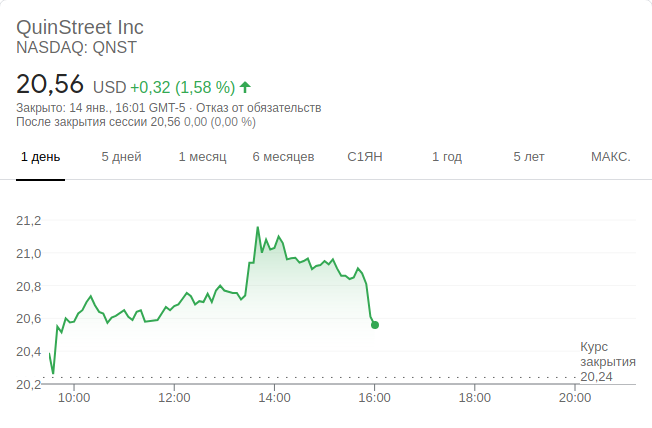 QuinStreet Inc
NASDAQ: QNST
20,56 USD +0,32 (1,58 %)
Закрыто: 14 янв., 16:01 GMT-5 · Отказ от обязательств
После закрытия сессии 20,56 0,00 (0,00 %)
1 день 5 дней 1 месяц 6 месяцев С1ЯН 1 год 5 лет МАКС.
21,2
21,0
20,8
20,6
20,4
20,2
Курс
закрытия
20,24
10:00 12:00 14:00 16:00 18:00 20:00